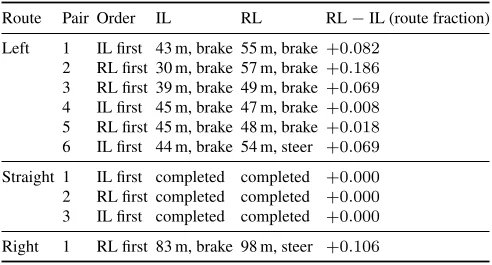 Route Pair Order IL RL RL − IL (route fraction)
Left 1 IL first 43 m, brake 55 m, brake +0.082
2 RL first 30 m, brake 57 m, brake +0.186
3 RL first 39 m, brake 49 m, brake +0.069
4 IL first 45 m, brake 47 m, brake +0.008
5 RL first 45 m, brake 48 m, brake +0.018
6 IL first 44 m, brake 54 m, steer +0.069
Straight 1 IL first completed completed +0.000
2 RL first completed completed +0.000
3 IL first completed completed +0.000
Right 1 RL first 83 m, brake 98 m, steer +0.106